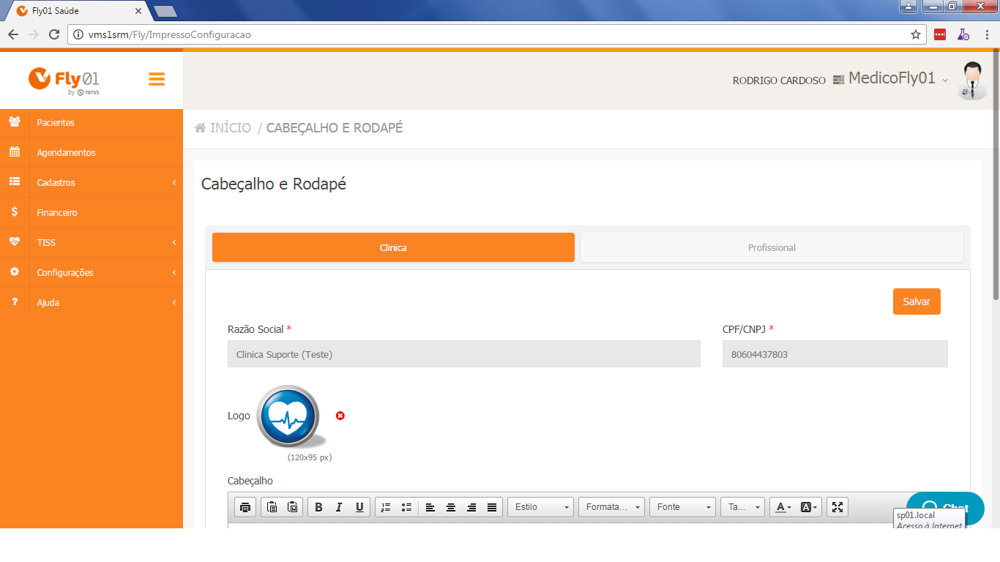 Fly01 Saúde
vms1srm/Fly/ImpressoConfiguracao
Fly01
by TOTVS
RODRIGO CARDOSO MedicoFly01
Pacientes
Agendamentos
Cadastros
Financeiro
TISS
Configurações
Ajuda
INÍCIO / CABEÇALHO E RODAPÉ
Cabeçalho e Rodapé
Clinica
Profissional
Salvar
Razão Social *
CPF/CNPJ *
Clinica Suporte (Teste)
80604437803
Logo
(120x95 px)
Cabeçalho
B I U
Estilo
Formata...
Fonte
Ta...
A
A
Chat
sp01.local
Acesso à Internet